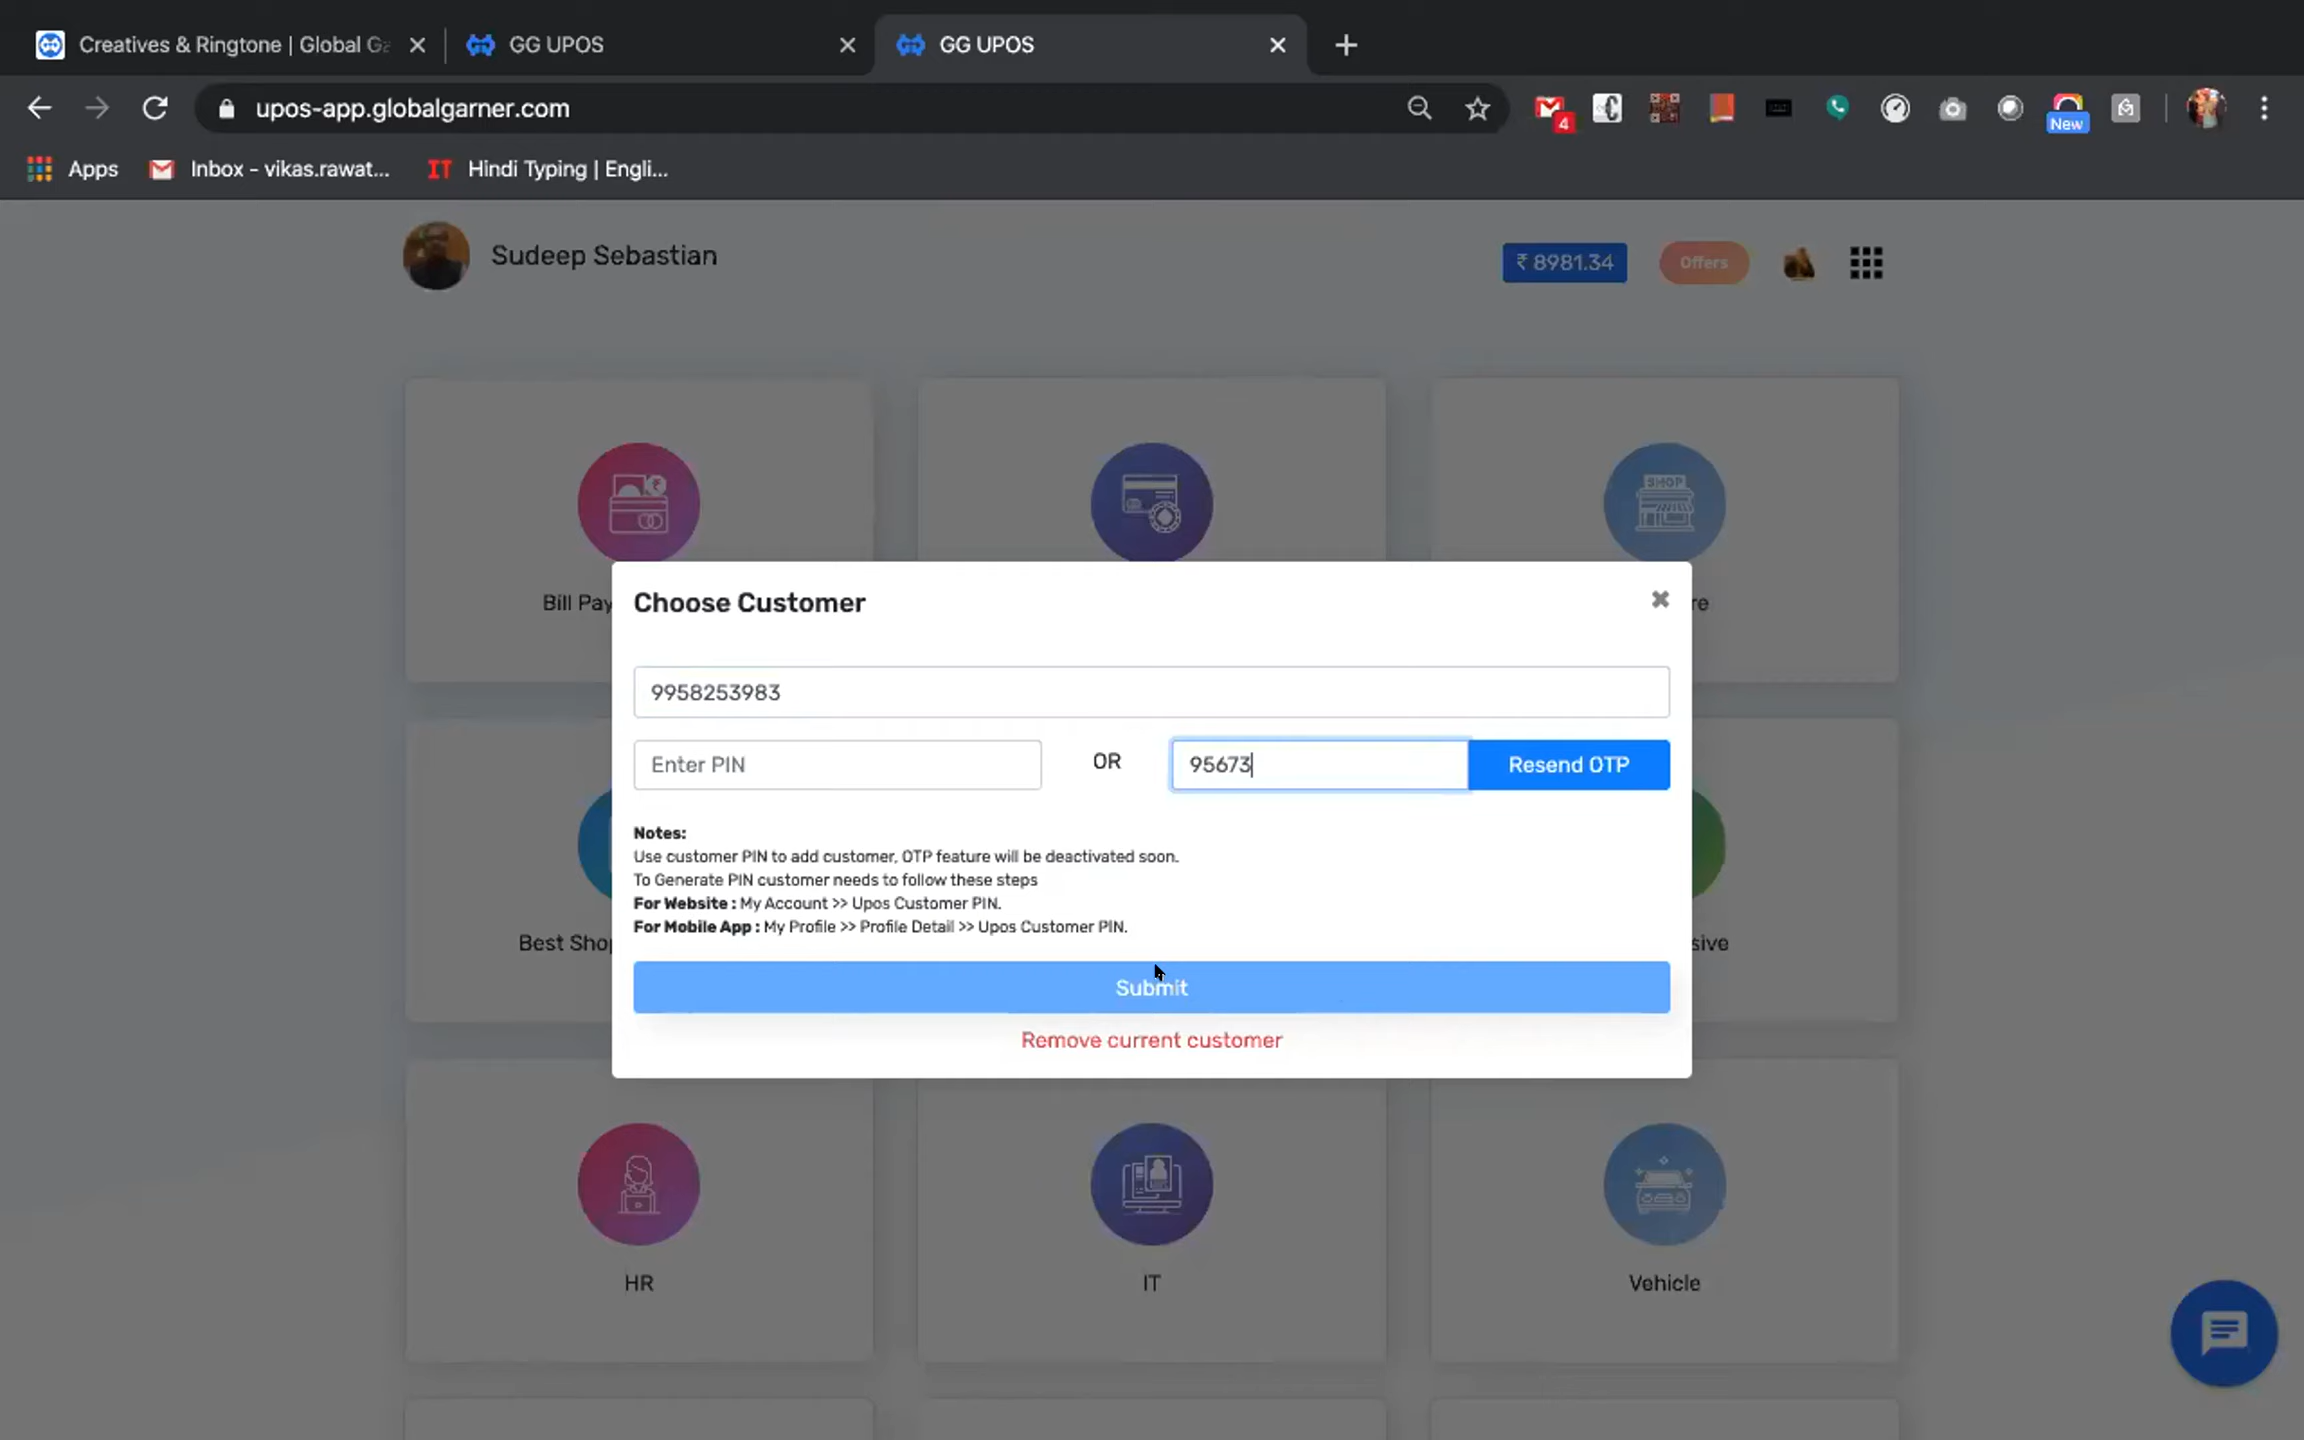 Creatives & Ringtone | Global Ga
GG UPOS
GG UPOS
upos-app.globalgarner.com
4
New
Apps
Inbox - vikas.rawat...
IT Hindi Typing | Engli...
Sudeep Sebastian
₹ 8981.34
Offers
SHOP
Bill Pay
re
Choose Customer
9958253983
Enter PIN
OR
95673
Resend OTP
Notes:
Use customer PIN to add customer, OTP feature will be deactivated soon.
To Generate PIN customer needs to follow these steps
For Website : My Account >> Upos Customer PIN.
For Mobile App : My Profile >> Profile Detail >> Upos Customer PIN.
Best Shop
sive
Submit
Remove current customer
HR
IT
Vehicle